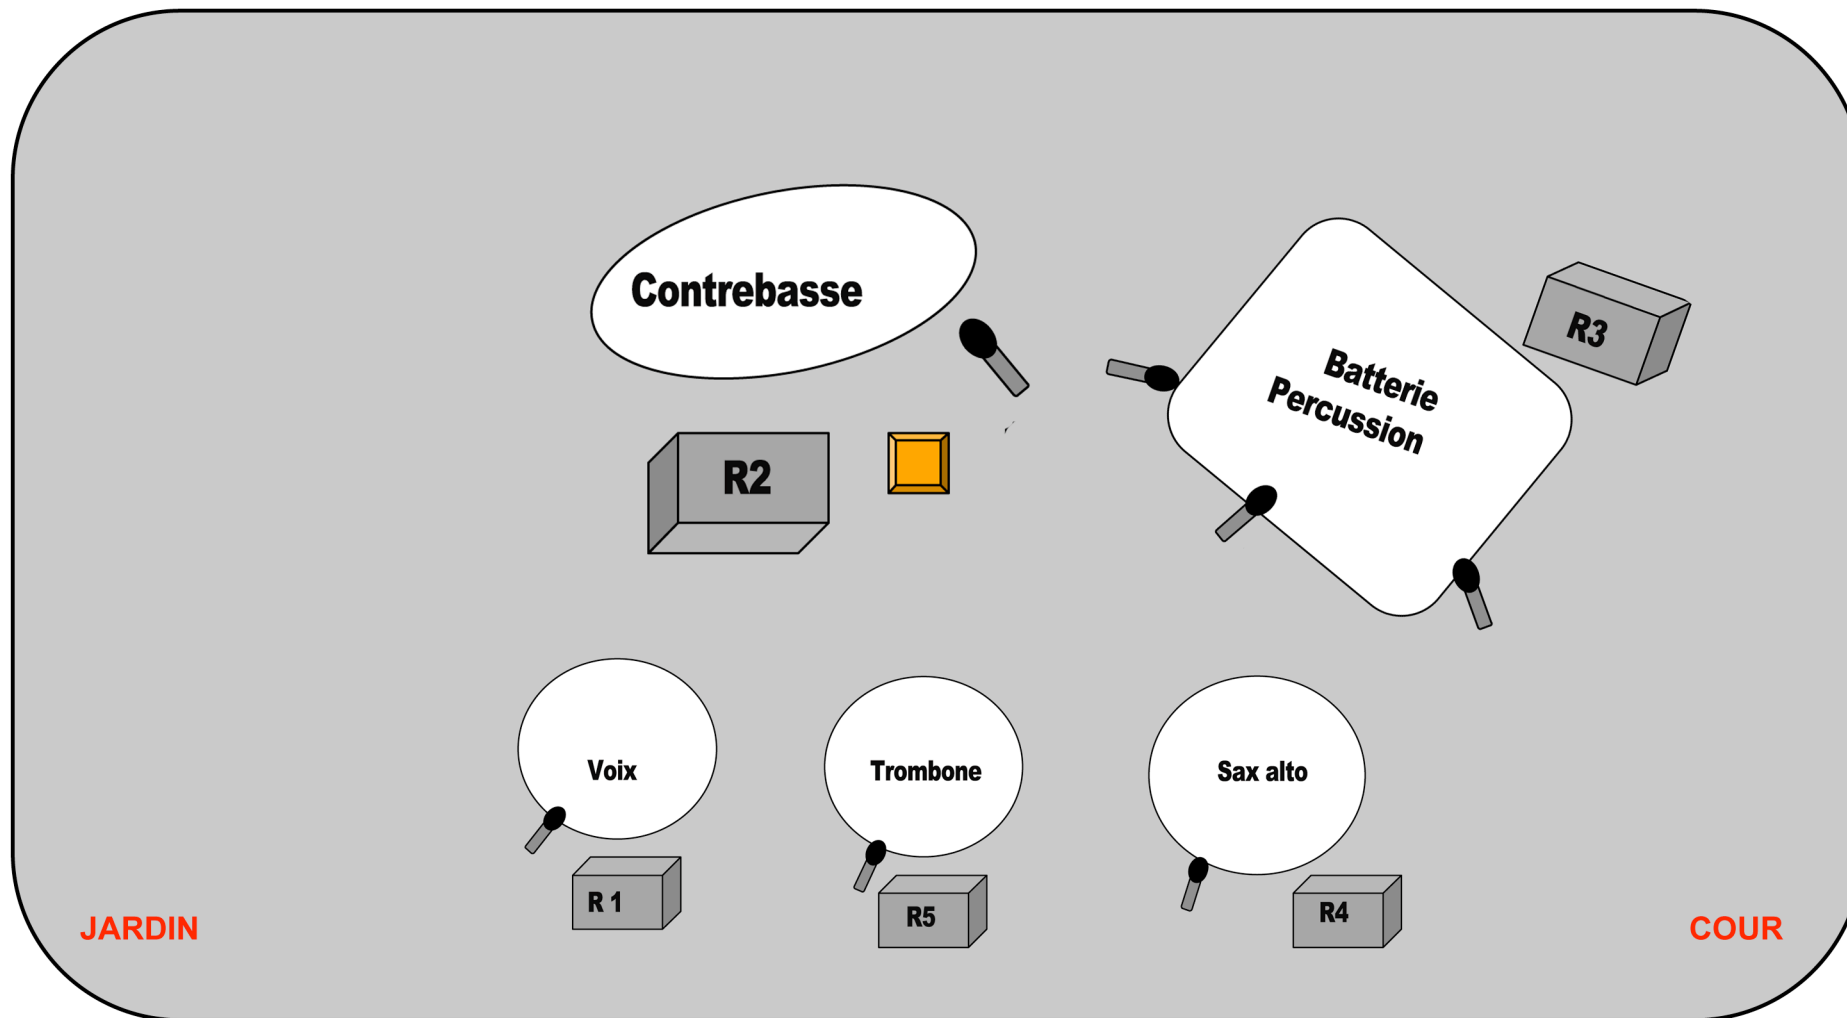 Contrebasse
R3
Batterie
Percussion
R2
Voix
Trombone
Sax alto
R 1
R5
R4
JARDIN
COUR